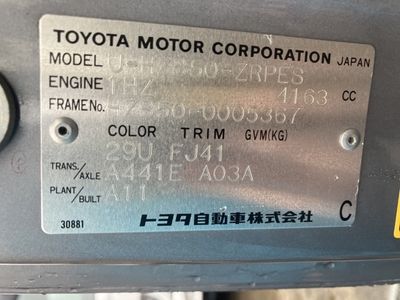 TOYOTA MOTOR CORPORATION JAPAN
MODEL
ENGINE 1HZ 4163 CC
FRAME No. 0005367
COLOR TRIM GVM(KG)
29U FJ41
TRANS./AXLE A441E A03A
PLANT/BUILT A11
30881 トヨタ自動車株式会社 C